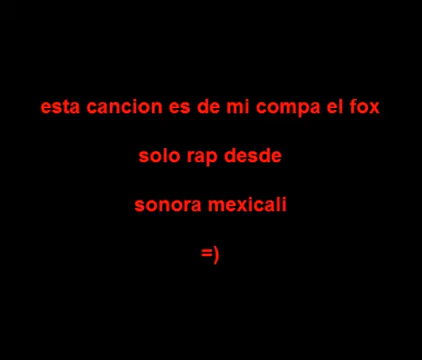 esta cancion es de mi compa el fox
solo rap desde
sonora mexicali
=)